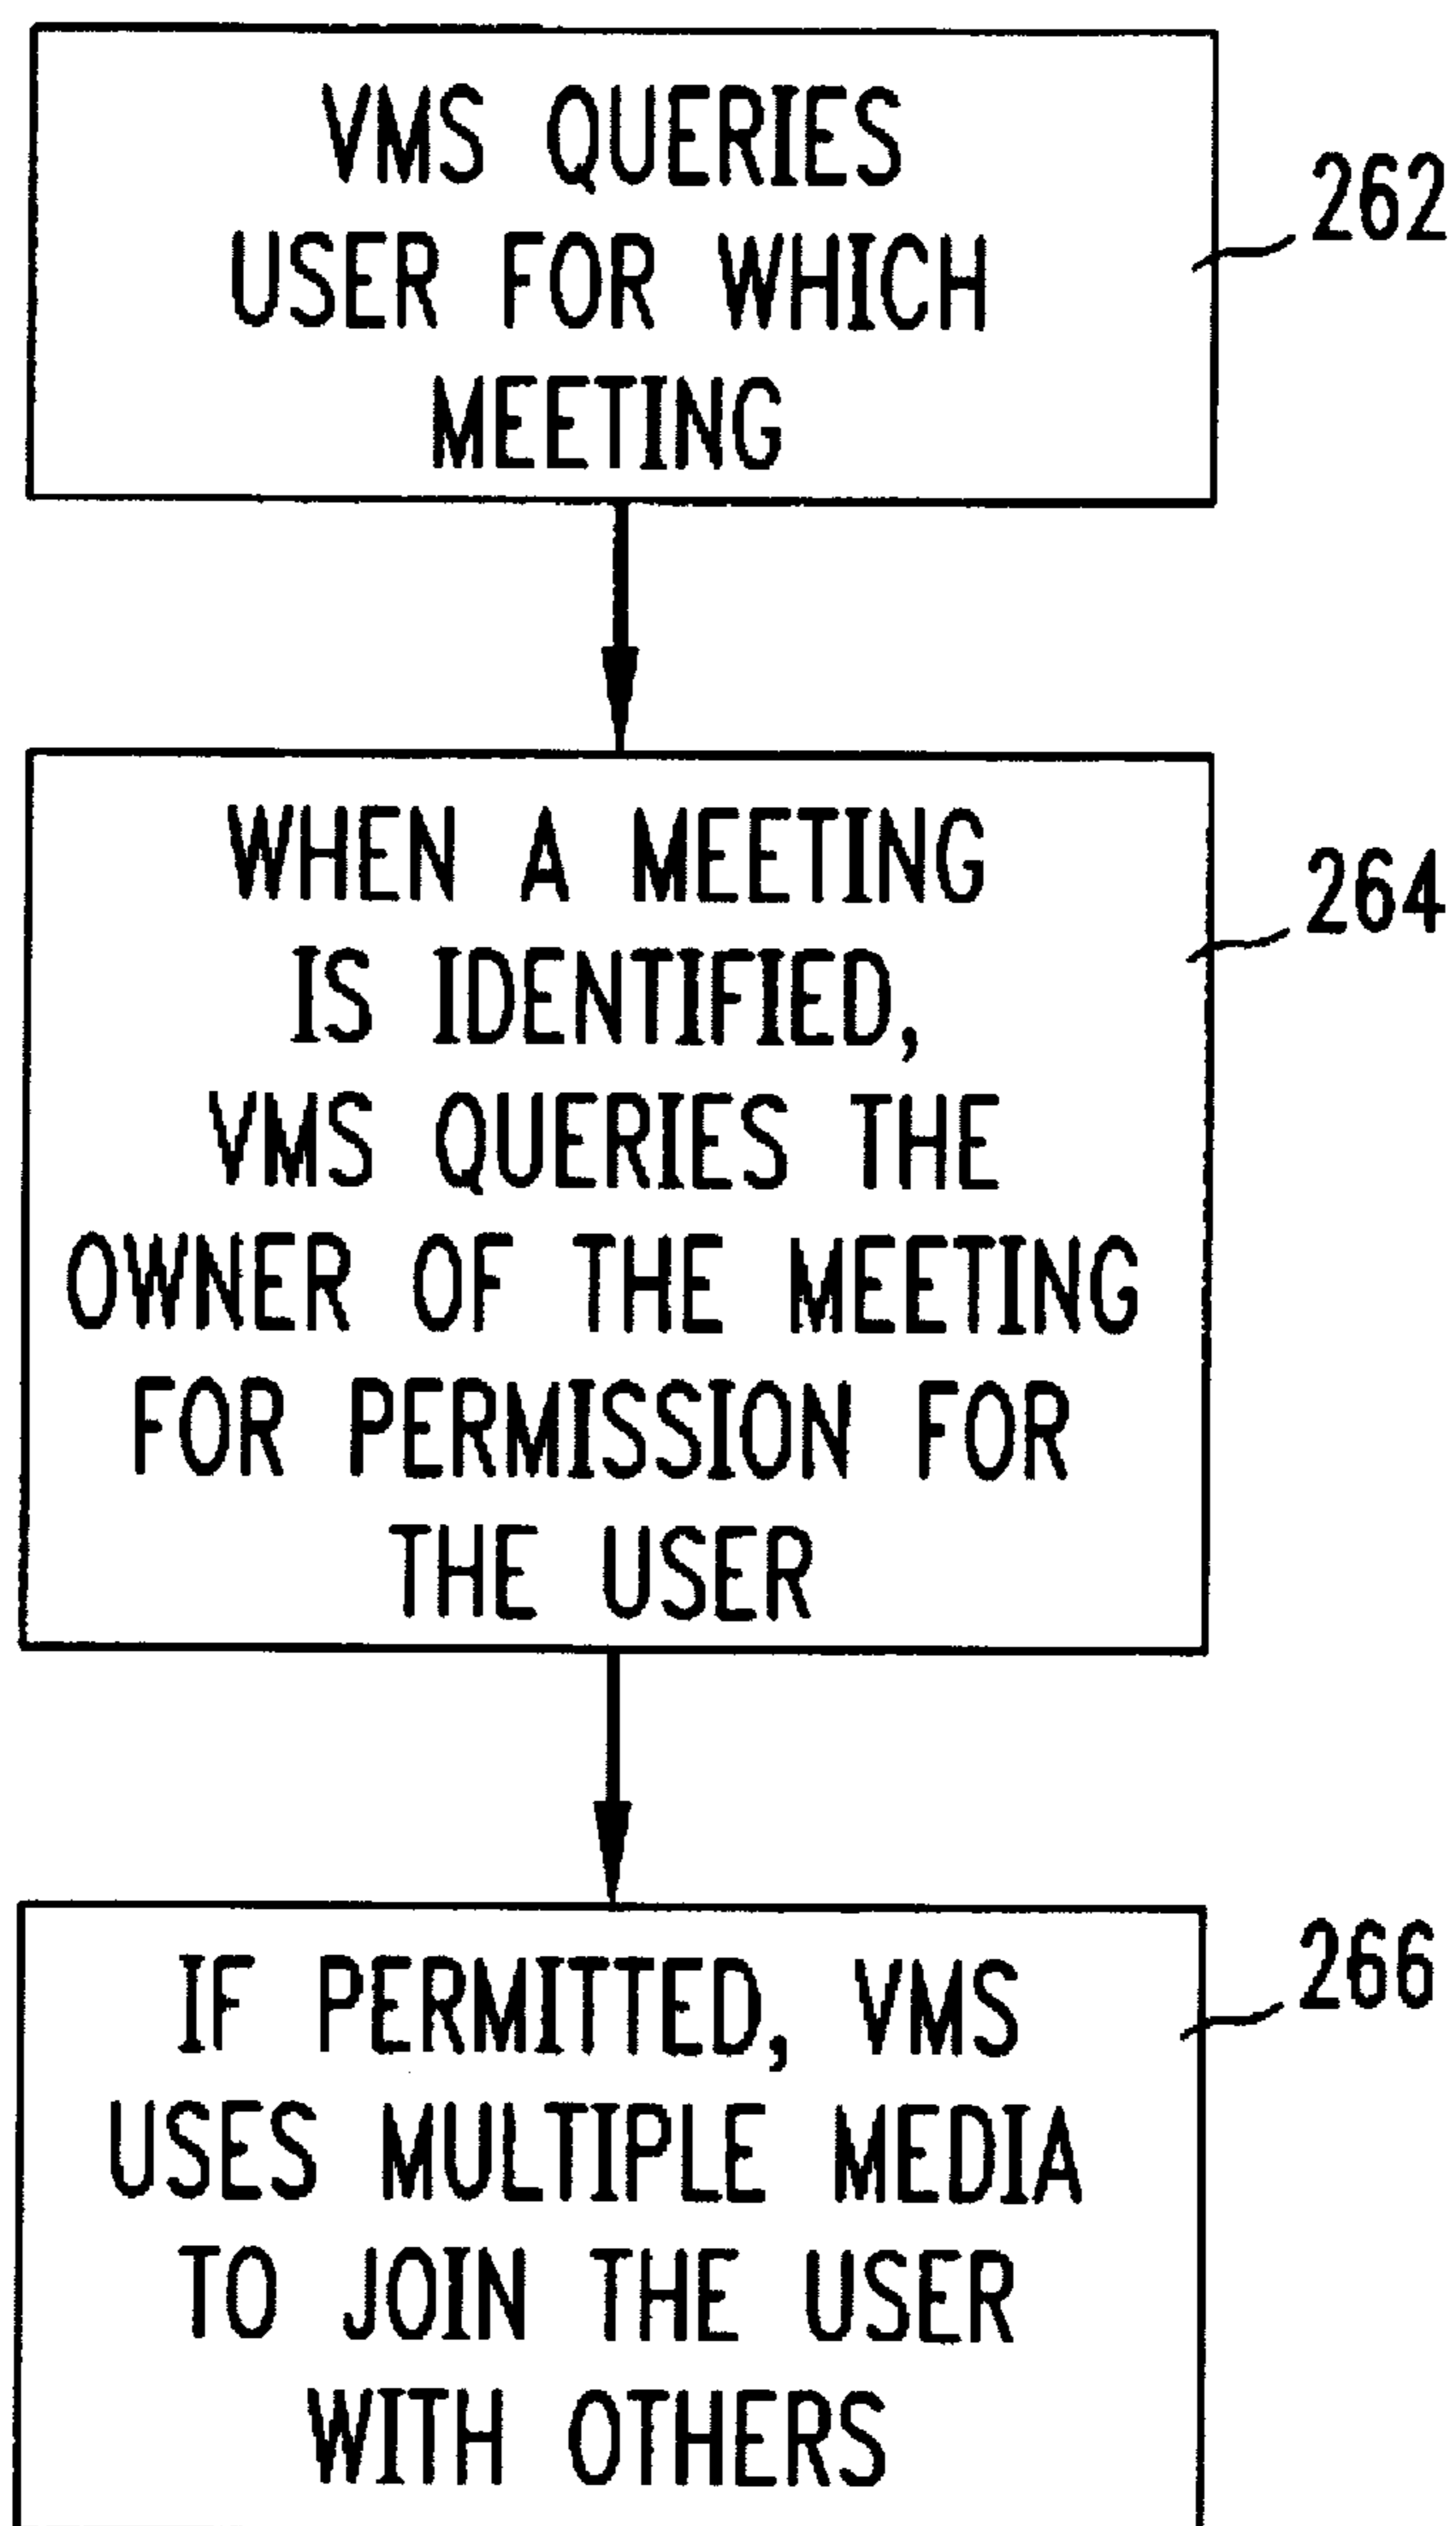 VMS QUERIES
USER FOR WHICH
MEETING
262
WHEN A MEETING
IS IDENTIFIED,
VMS QUERIES THE
OWNER OF THE MEETING
FOR PERMISSION FOR
THE USER
264
IF PERMITTED, VMS
USES MULTIPLE MEDIA
TO JOIN THE USER
WITH OTHERS
266